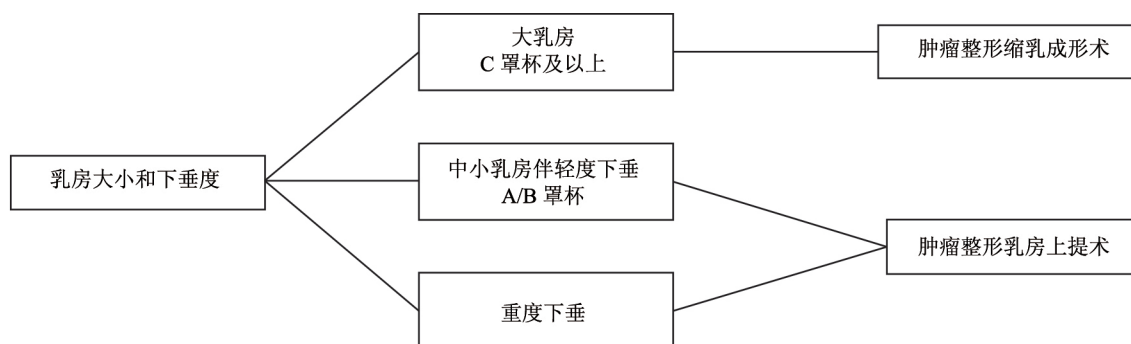 大乳房
C 罩杯及以上
肿瘤整形缩乳成形术
乳房大小和下垂度
中小乳房伴轻度下垂
A/B 罩杯
肿瘤整形乳房上提术
重度下垂